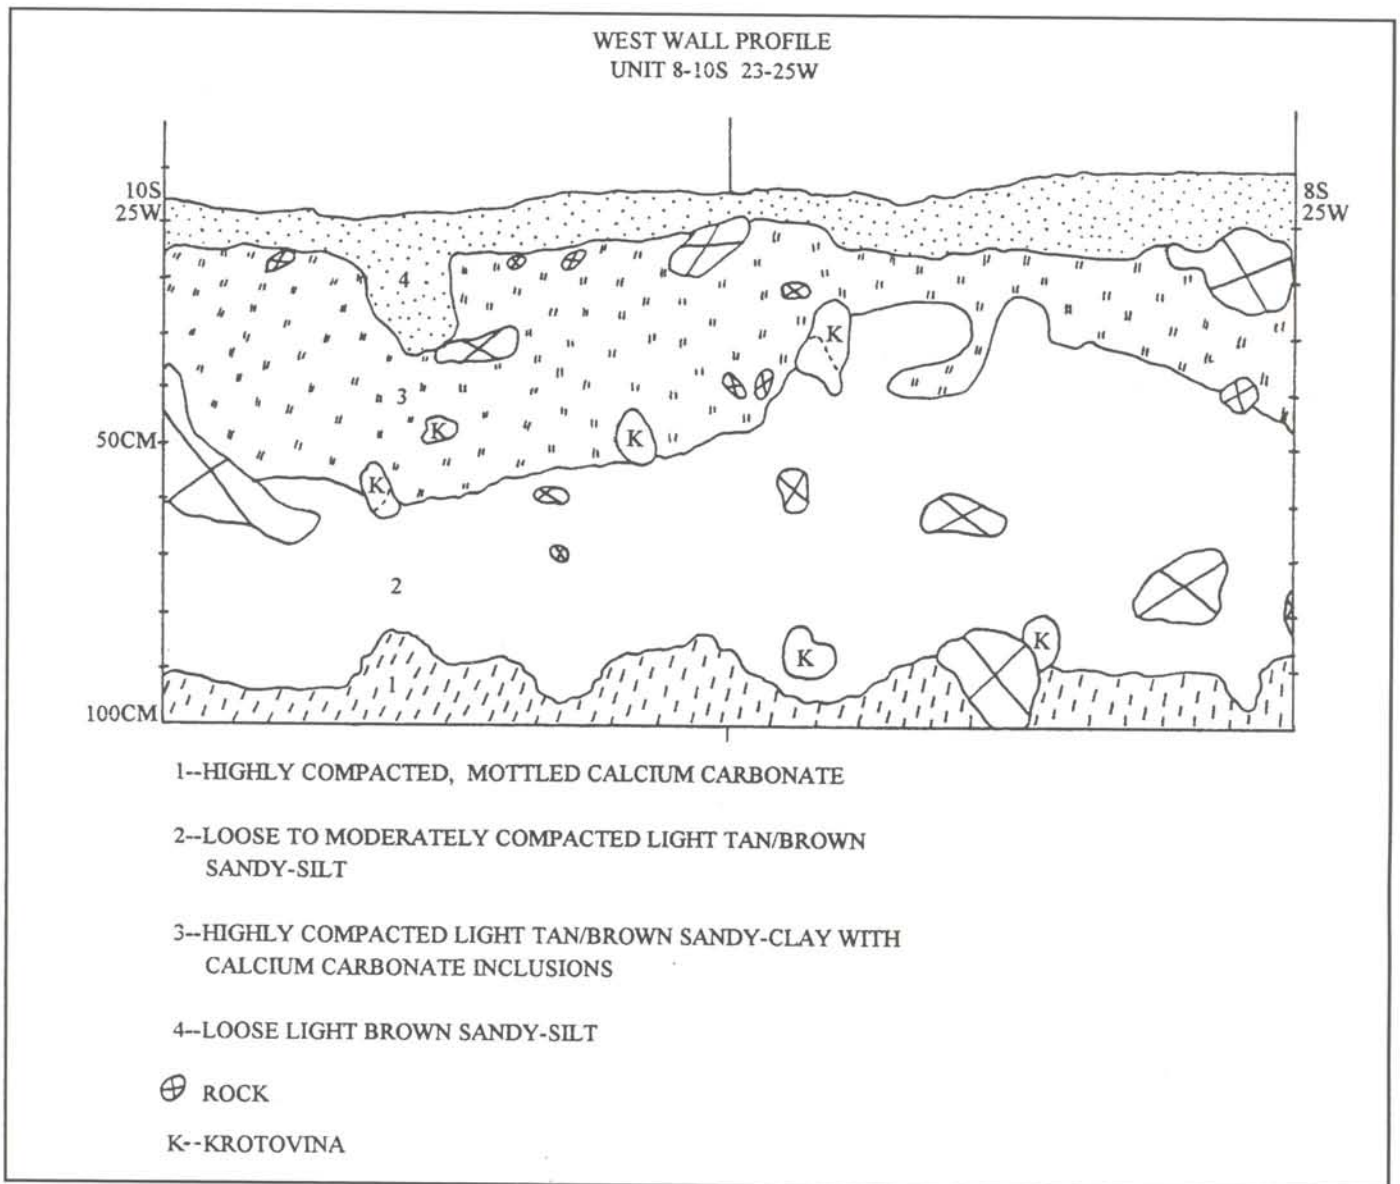 WEST WALL PROFILE
UNIT 8-10S 23-25W
10S
25W
8S
25W
4
K
3
K
K
50CM
K
2
K
K
1
100CM
1--HIGHLY COMPACTED, MOTTLED CALCIUM CARBONATE
2--LOOSE TO MODERATELY COMPACTED LIGHT TAN/BROWN
SANDY-SILT
3--HIGHLY COMPACTED LIGHT TAN/BROWN SANDY-CLAY WITH
CALCIUM CARBONATE INCLUSIONS
4--LOOSE LIGHT BROWN SANDY-SILT
ROCK
K--KROTOVINA